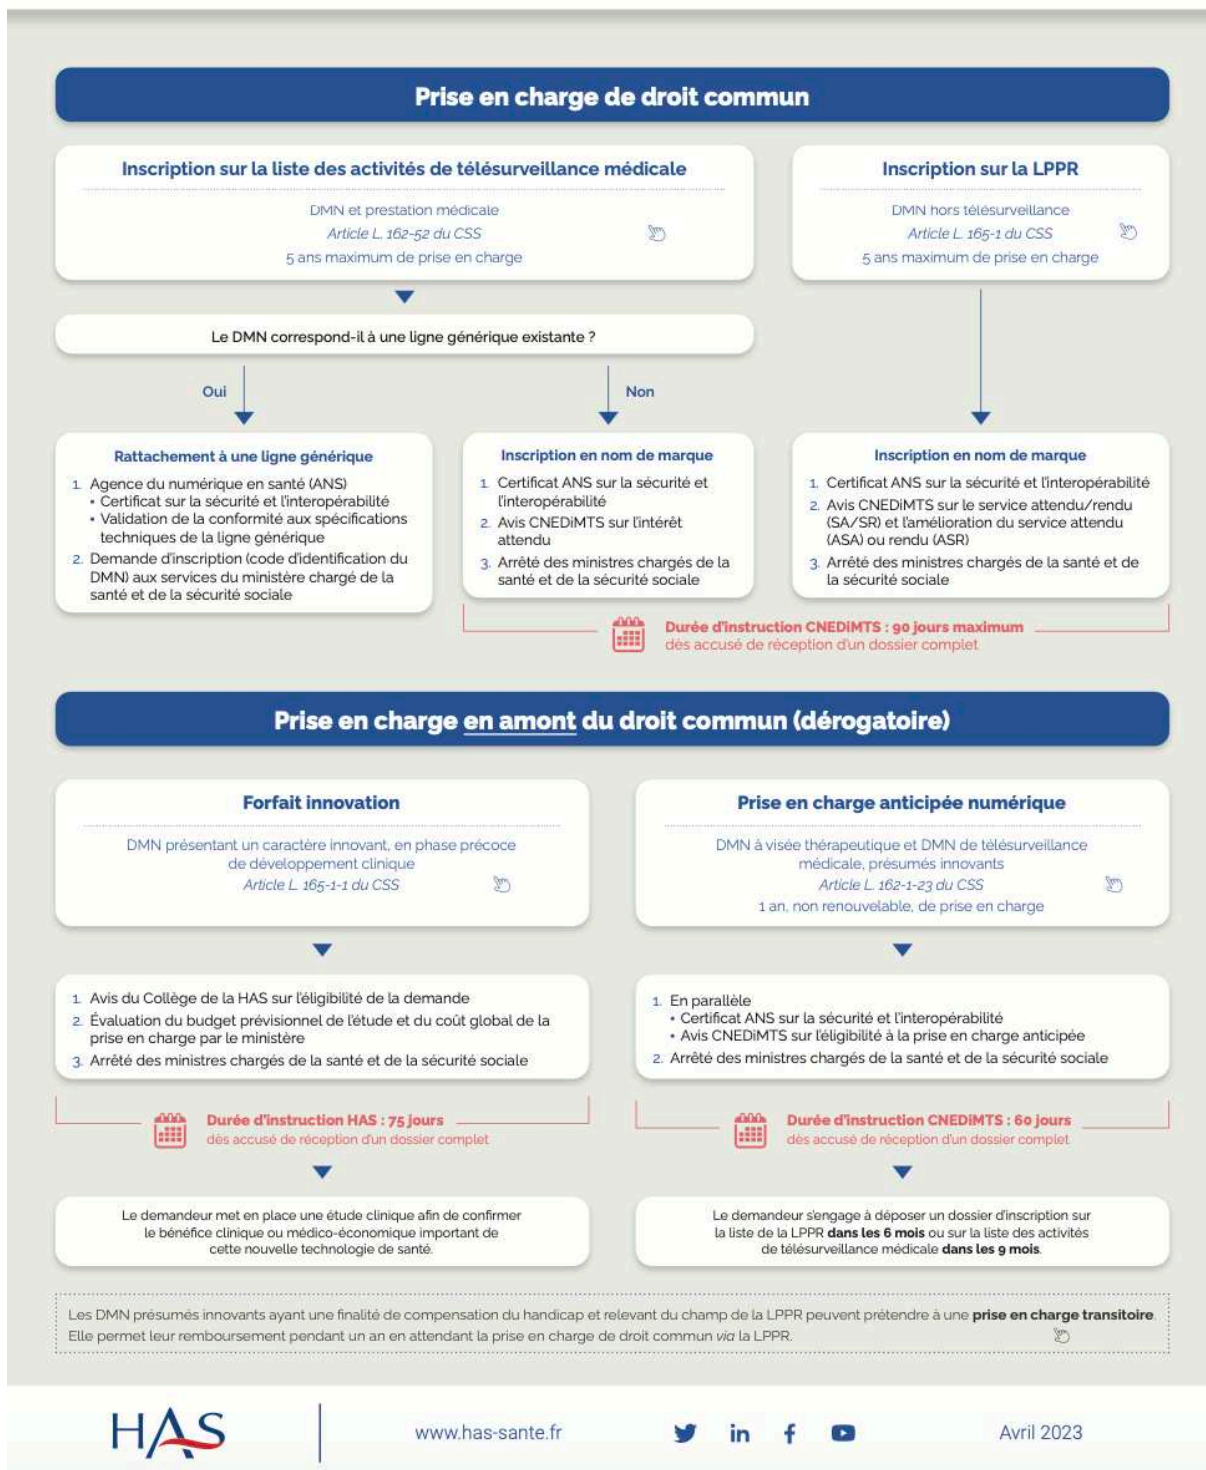 Prise en charge de droit commun
Inscription sur la liste des activités de télésurveillance médicale
DMN et prestation médicale
Article L. 162-52 du CSS
5 ans maximum de prise en charge
Inscription sur la LPPR
DMN hors télésurveillance
Article L. 165-1 du CSS
5 ans maximum de prise en charge
Le DMN correspond-il à une ligne générique existante ?
Oui
Non
Rattachement à une ligne générique
1. Agence du numérique en santé (ANS)
• Certificat sur la sécurité et l'interopérabilité
• Validation de la conformité aux spécifications
techniques de la ligne générique
2. Demande d'inscription (code d'identification du
DMN) aux services du ministère chargé de la
santé et de la sécurité sociale
Inscription en nom de marque
1. Certificat ANS sur la sécurité et
l'interopérabilité
2. Avis CNEDiMTS sur l'intérêt
attendu
3. Arrêté des ministres chargés de la
santé et de la sécurité sociale
Inscription en nom de marque
1. Certificat ANS sur la sécurité et l'interopérabilité
2. Avis CNEDiMTS sur le service attendu/rendu
(SA/SR) et l'amélioration du service attendu
(ASA) ou rendu (ASR)
3. Arrêté des ministres chargés de la santé et de
la sécurité sociale
Durée d'instruction CNEDiMTS : 90 jours maximum
dès accusé de réception d'un dossier complet
Prise en charge en amont du droit commun (dérogatoire)
Forfait innovation
DMN présentant un caractère innovant, en phase précoce
de développement clinique
Article L. 165-1-1 du CSS
Prise en charge anticipée numérique
DMN à visée thérapeutique et DMN de télésurveillance
médicale, présumés innovants
Article L. 162-1-23 du CSS
1 an, non renouvelable, de prise en charge
1. Avis du Collège de la HAS sur l'éligibilité de la demande
2. Évaluation du budget prévisionnel de l'étude et du coût global de la
prise en charge par le ministère
3. Arrêté des ministres chargés de la santé et de la sécurité sociale
1. En parallèle
• Certificat ANS sur la sécurité et l'interopérabilité
• Avis CNEDiMTS sur l'éligibilité à la prise en charge anticipée
2. Arrêté des ministres chargés de la santé et de la sécurité sociale
Durée d'instruction HAS : 75 jours
dès accusé de réception d'un dossier complet
Durée d'instruction CNEDiMTS : 60 jours
dès accusé de réception d'un dossier complet
Le demandeur met en place une étude clinique afin de confirmer
le bénéfice clinique ou médico-économique important de
cette nouvelle technologie de santé.
Le demandeur s'engage à déposer un dossier d'inscription sur
la liste de la LPPR dans les 6 mois ou sur la liste des activités
de télésurveillance médicale dans les 9 mois.
Les DMN présumés innovants ayant une finalité de compensation du handicap et relevant du champ de la LPPR peuvent prétendre à une prise en charge transitoire.
Elle permet leur remboursement pendant un an en attendant la prise en charge de droit commun via la LPPR.
HAS
www.has-sante.fr
Avril 2023